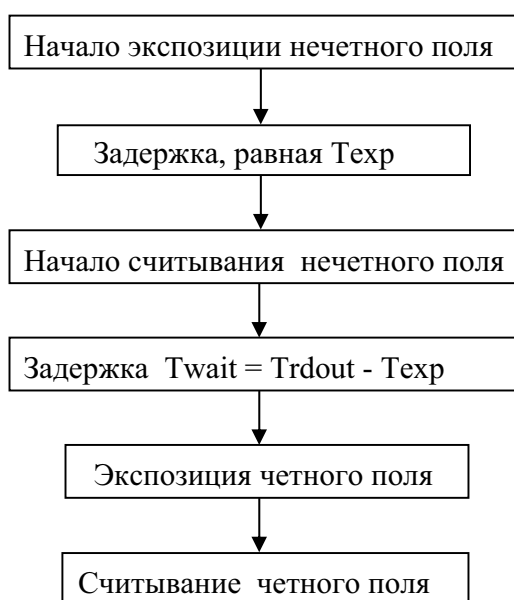 Начало экспозиции нечетного поля
Задержка, равная Texp
Начало считывания нечетного поля
Задержка Twait = Trdout - Texp
Экспозиция четного поля
Считывание четного поля